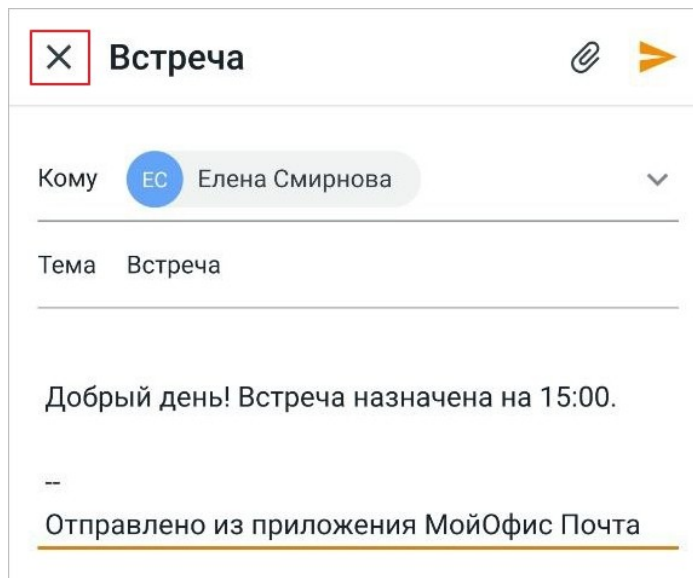 Встреча
Кому ЕС Елена Смирнова
Тема Встреча
Добрый день! Встреча назначена на 15:00.
--
Отправлено из приложения МойОфис Почта